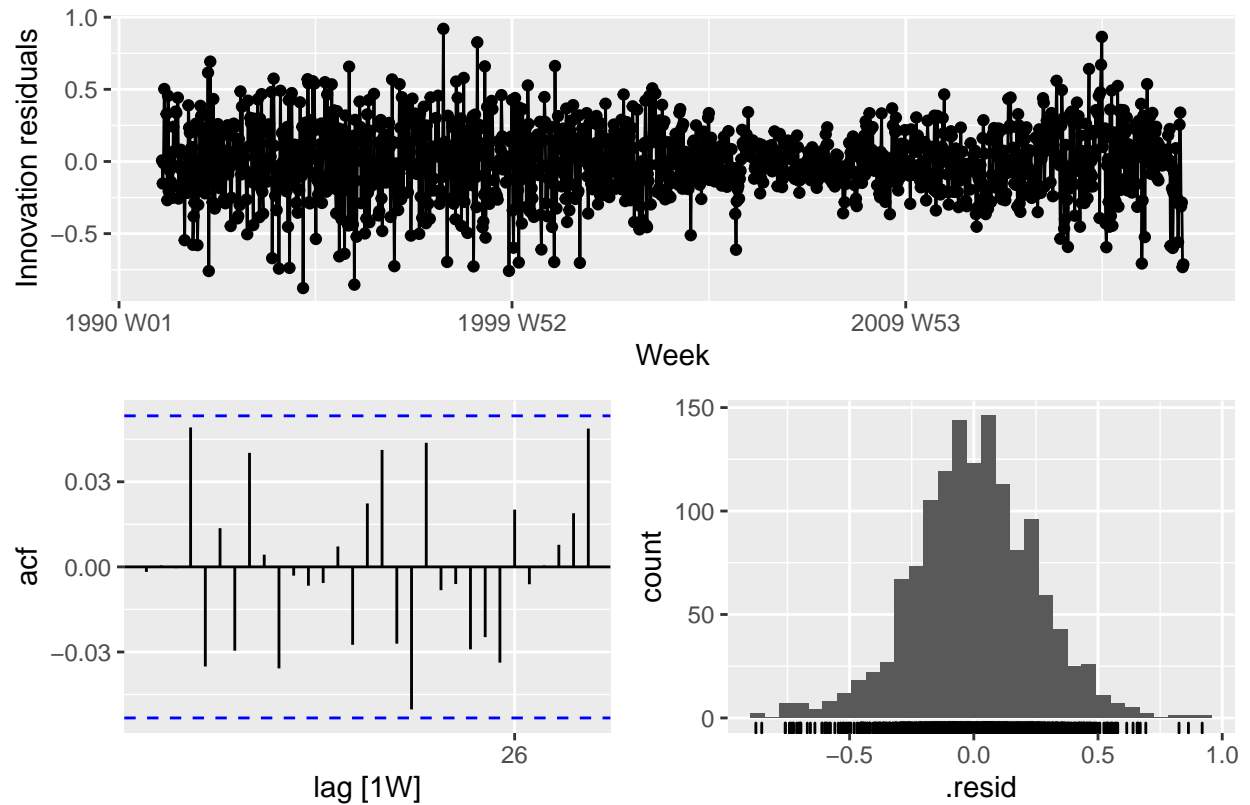 1.0
0.5
0.0
−0.5
Innovation residuals
1990 W01
1999 W52
2009 W53
Week
0.03
0.00
−0.03
acf
26
lag [1W]
150
100
50
0
count
−0.5
0.0
0.5
1.0
.resid